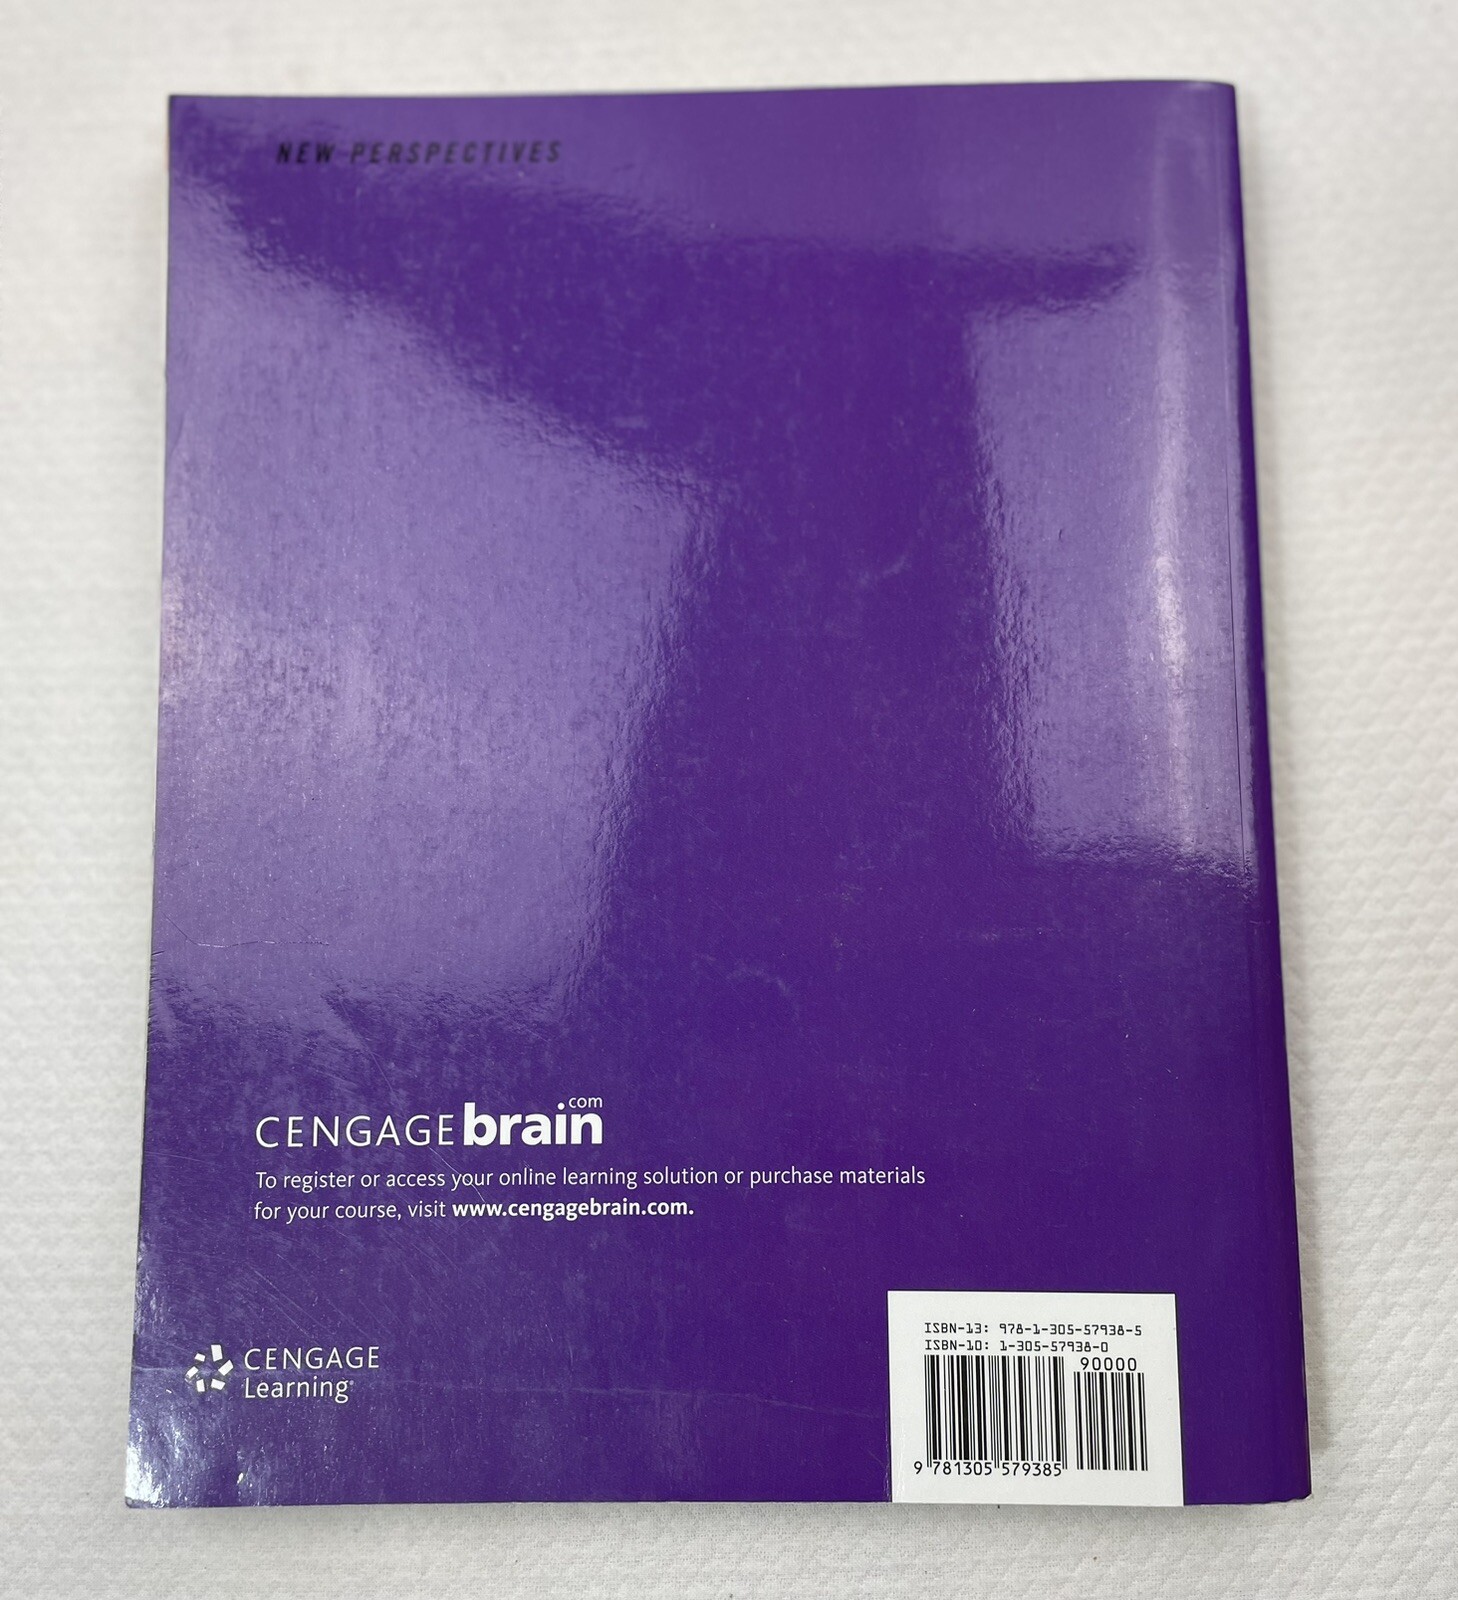 NEW PERSPECTIVES
CENGAGEbrain.com
To register or access your online learning solution or purchase materials
for your course, visit www.cengagebrain.com.
CENGAGE
Learning®
ISBN-13: 978-1-305-57938-5
ISBN-10: 1-305-57938-0
90000
9 781305 579385